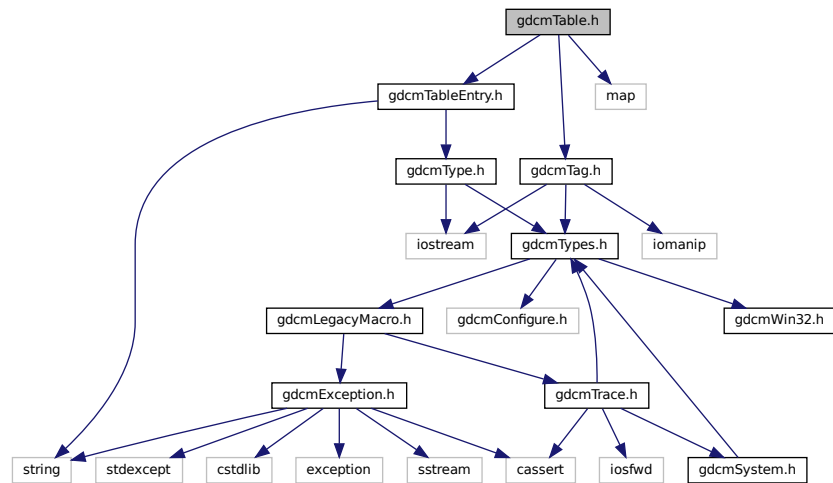 gdcmTable.h
gdcmTableEntry.h
map
gdcmType.h
gdcmTag.h
iostream
gdcmTypes.h
iomanip
gdcmLegacyMacro.h
gdcmConfigure.h
gdcmWin32.h
gdcmException.h
gdcmTrace.h
string
stdexcept
cstdlib
exception
sstream
cassert
iosfwd
gdcmSystem.h